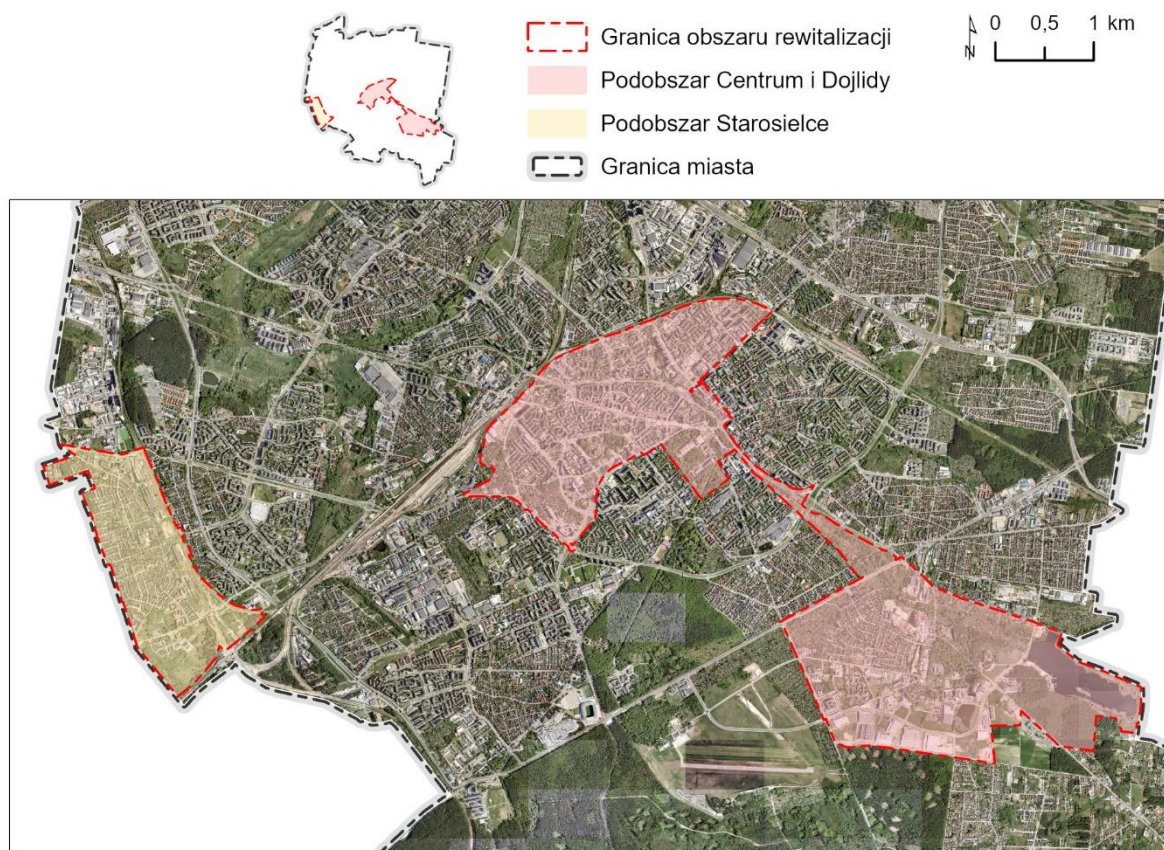 Granica obszaru rewitalizacji
Podobszar Centrum i Dojlidy
Podobszar Starosielce
Granica miasta
N
0 0,5 1 km